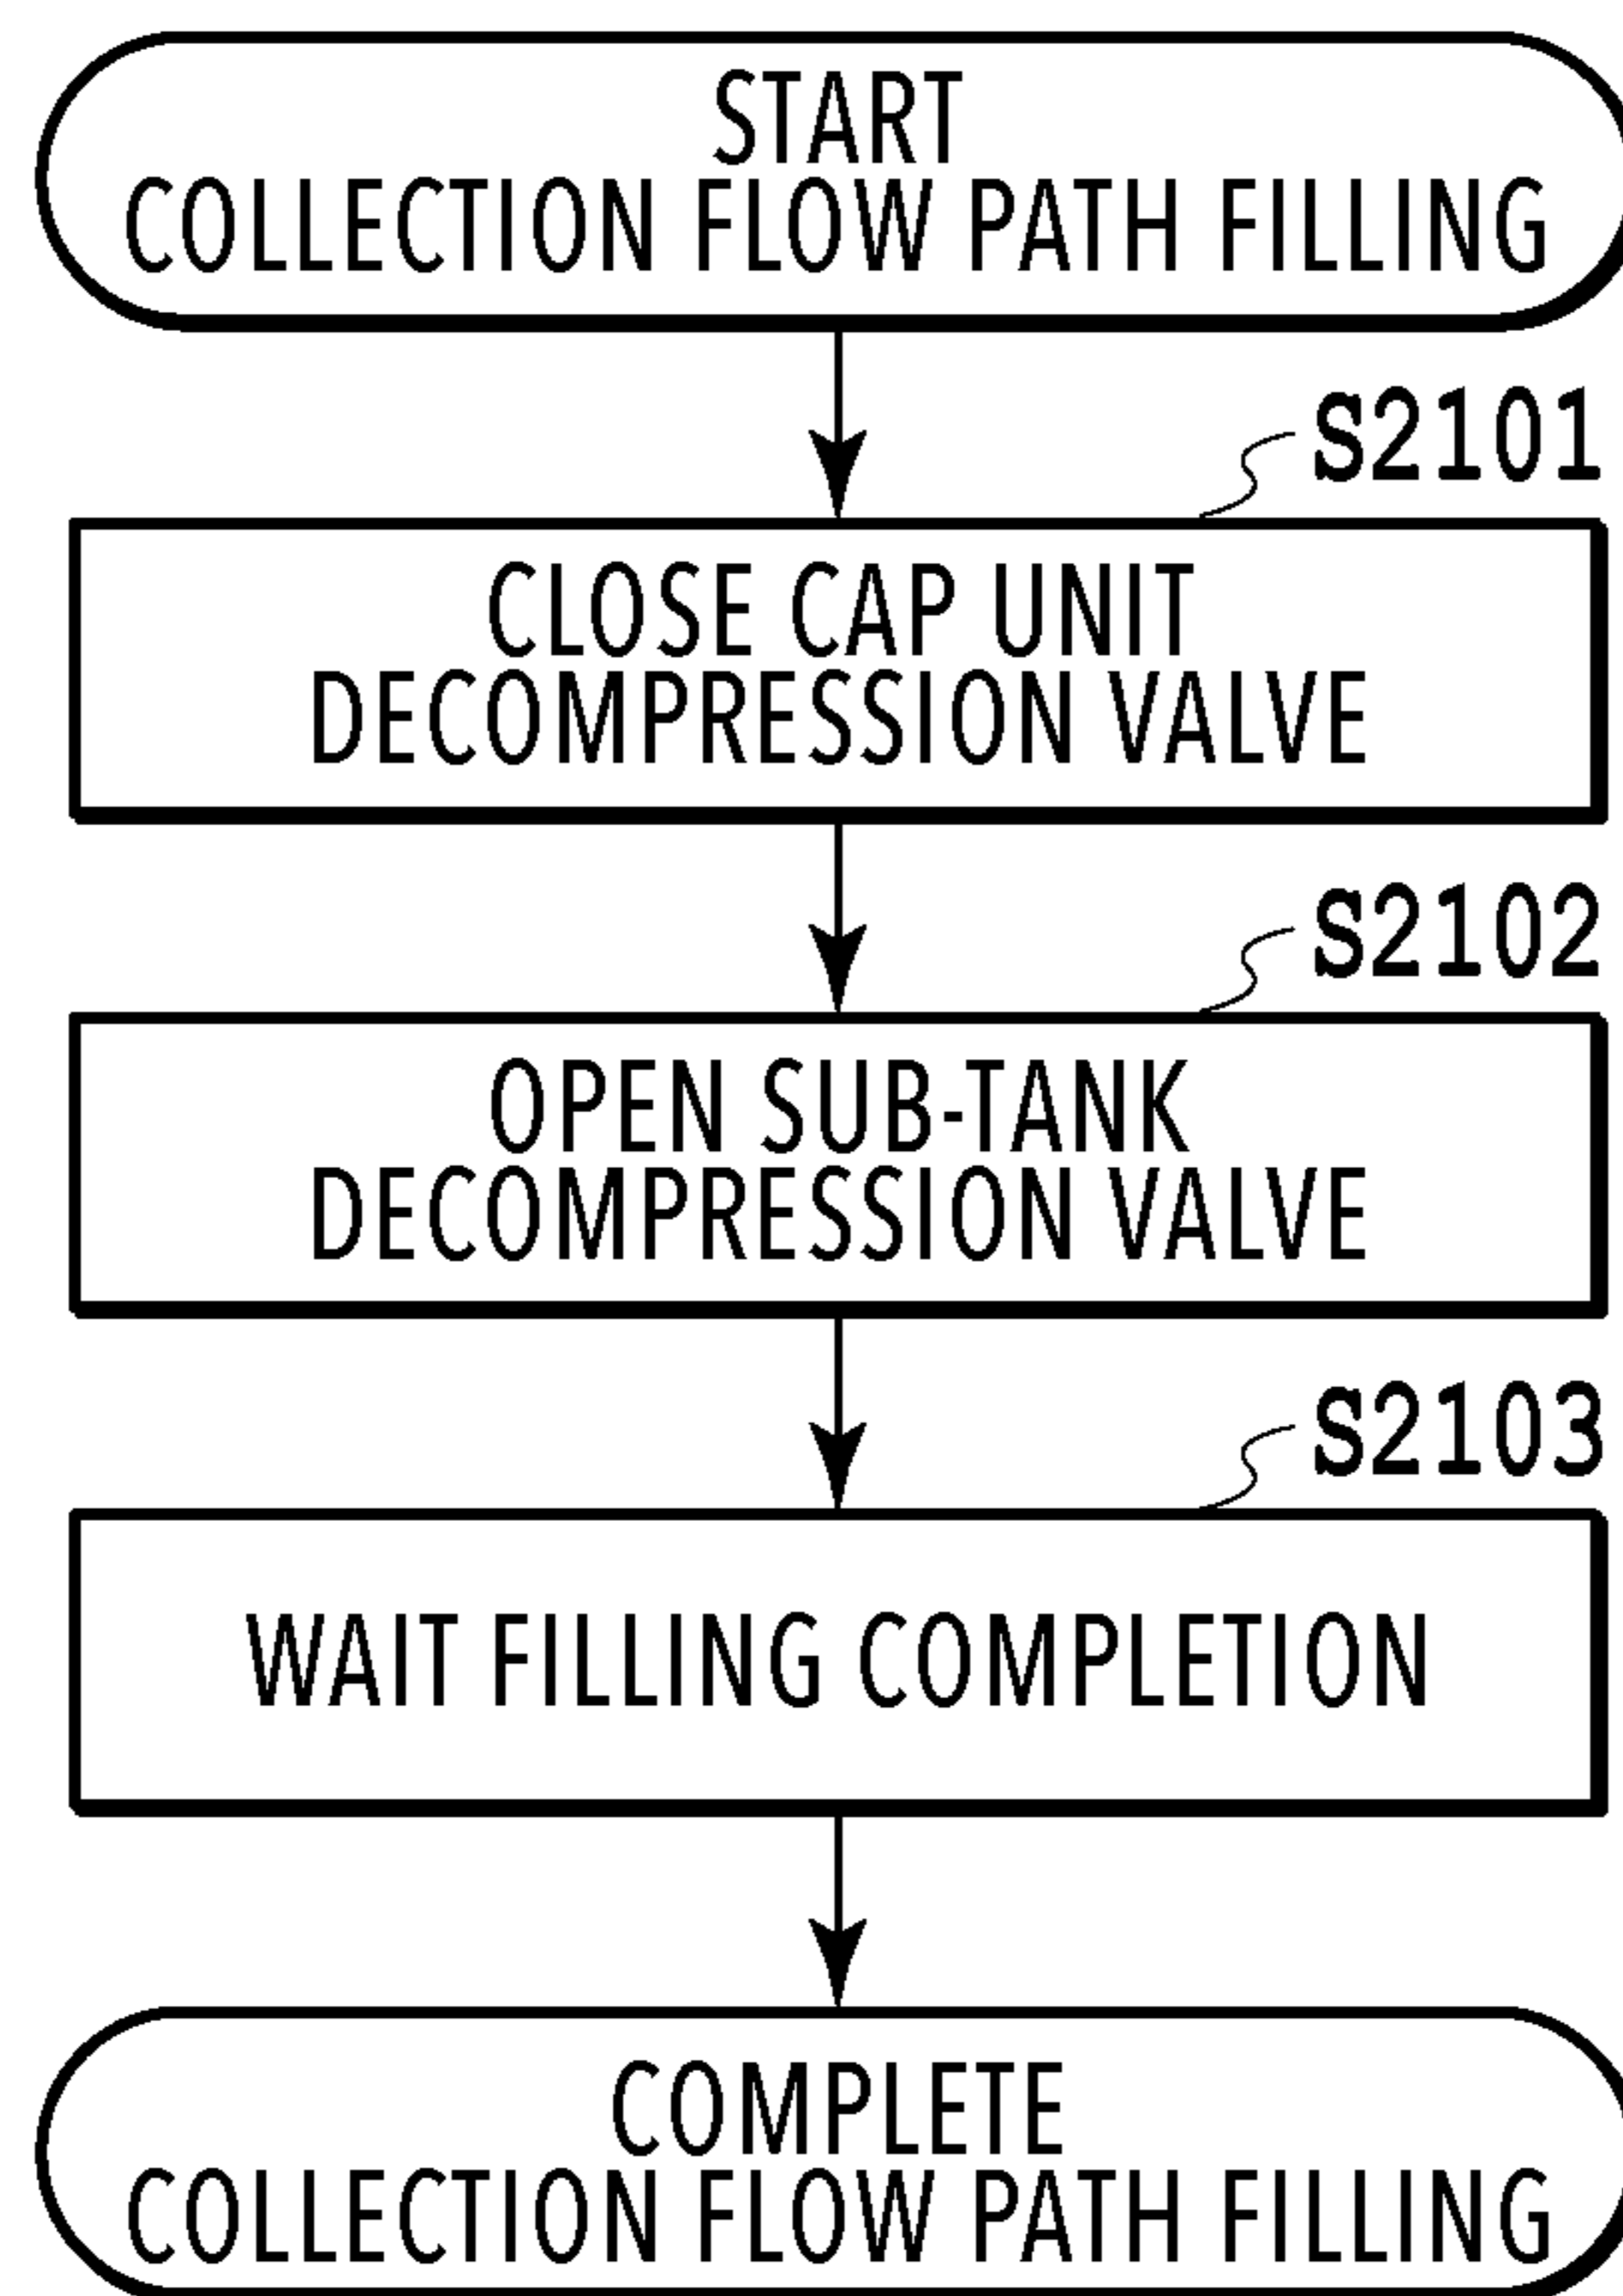 START
COLLECTION FLOW PATH FILLING
S2101
CLOSE CAP UNIT
DECOMPRESSION VALVE
S2102
OPEN SUB-TANK
DECOMPRESSION VALVE
S2103
WAIT FILLING COMPLETION
COMPLETE
COLLECTION FLOW PATH FILLING